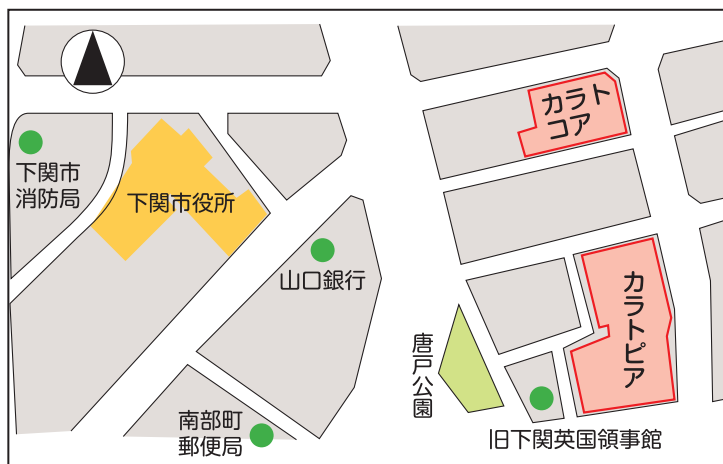 カラト
コア
下関市
消防局
下関市役所
山口銀行
カラトピア
唐戸公園
南部町
郵便局
旧下関英国領事館